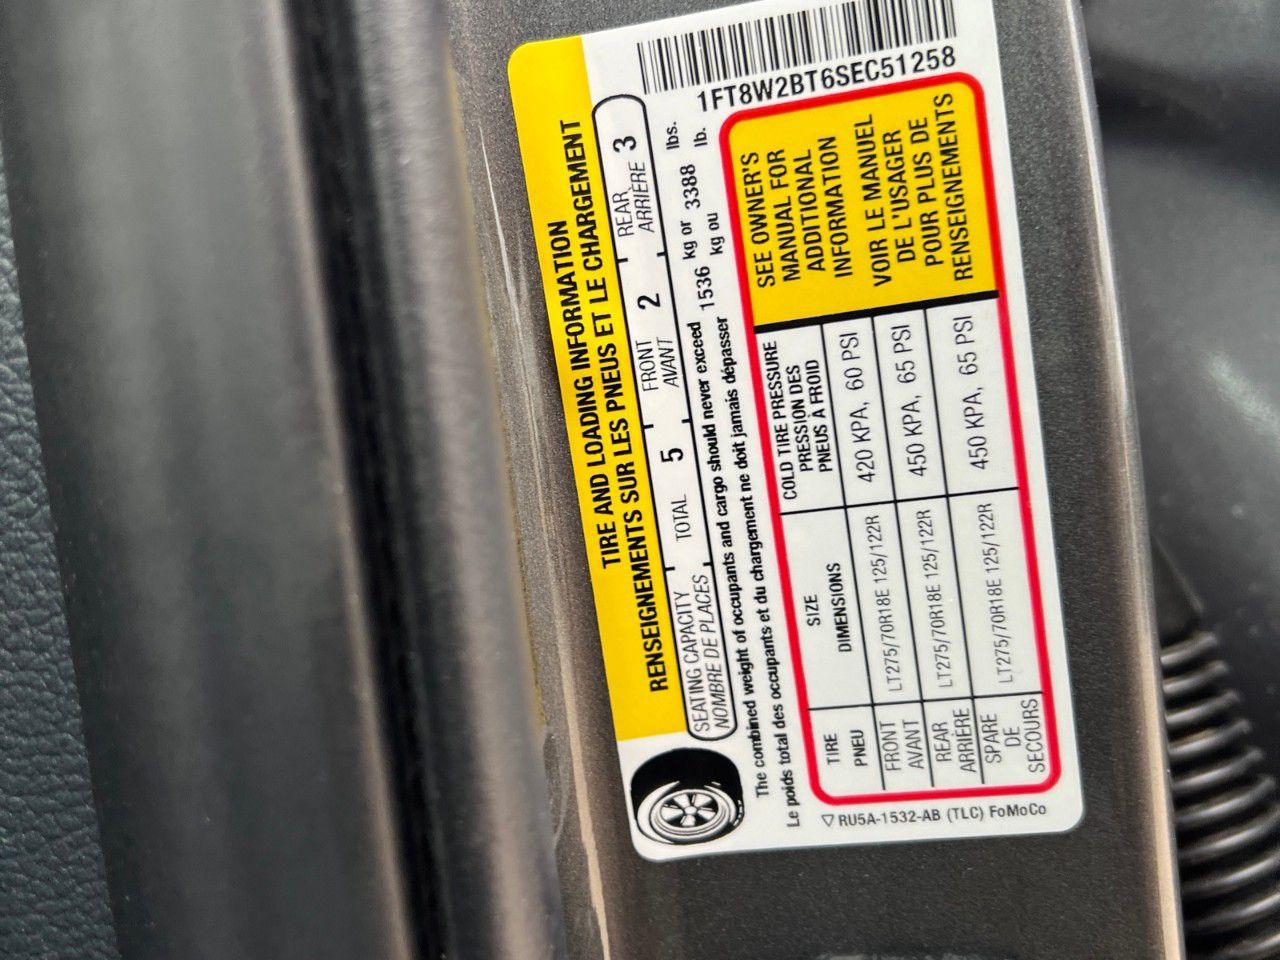 1FT8W2BT6SEC51258
TIRE AND LOADING INFORMATION
RENSEIGNEMENTS SUR LES PNEUS ET LE CHARGEMENT
SEATING CAPACITY TOTAL 5 FRONT 2 REAR 3
NOMBRE DE PLACES AVANT ARRIÈRE
The combined weight of occupants and cargo should never exceed 1536 kg or 3388 lbs.
Le poids total des occupants et du chargement ne doit jamais dépasser kg ou lb.
TIRE SIZE COLD TIRE PRESSURE
PNEU DIMENSIONS PRESSION DES
PNEUS À FROID
FRONT LT275/70R18E 125/122R 420 KPA, 60 PSI
AVANT
REAR LT275/70R18E 125/122R 450 KPA, 65 PSI
ARRIÈRE
SPARE LT275/70R18E 125/122R 450 KPA, 65 PSI
DE
SECOURS
SEE OWNER'S
MANUAL FOR
ADDITIONAL
INFORMATION
VOIR LE MANUEL
DE L'USAGER
POUR PLUS DE
RENSEIGNEMENTS
▽ RU5A-1532-AB (TLC) FoMoCo